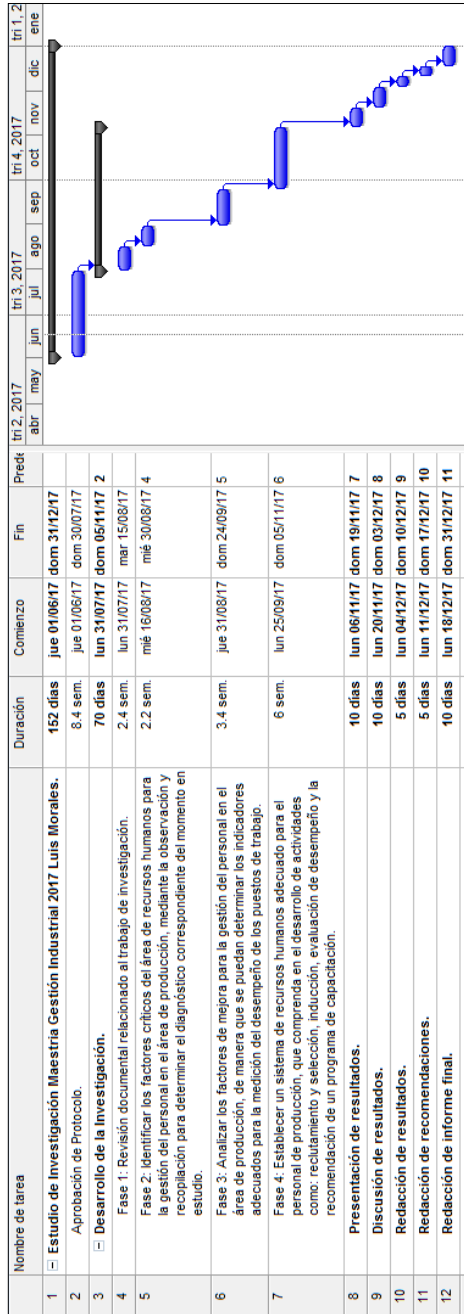 Nombre de tarea Duración Comienzo Fin Prede tri 2, 2017 tri 3, 2017 tri 4, 2017 tri 1, 2
abr may jun jul ago sep oct nov dic ene
1 Estudio de Investigación Maestria Gestión Industrial 2017 Luis Morales. 152 días jue 01/06/17 dom 31/12/17
2 Aprobación de Protocolo. 8.4 sem. jue 01/06/17 dom 30/07/17
3 Desarrollo de la Investigación. 70 días lun 31/07/17 dom 05/11/17 2
4 Fase 1: Revisión documental relacionado al trabajo de investigación. 2.4 sem. lun 31/07/17 mar 15/08/17
5 Fase 2: Identificar los factores críticos del área de recursos humanos para 2.2 sem. mié 16/08/17 mié 30/08/17 4
la gestión del personal en el área de producción, mediante la observación y
recopilación para determinar el diagnóstico correspondiente del momento en
estudio.
6 Fase 3: Analizar los factores de mejora para la gestión del personal en el 3.4 sem. jue 31/08/17 dom 24/09/17 5
área de producción, de manera que se puedan determinar los indicadores
adecuados para la medición del desempeño de los puestos de trabajo.
7 Fase 4: Establecer un sistema de recursos humanos adecuado para el 6 sem. lun 25/09/17 dom 05/11/17 6
personal de producción, que comprenda en el desarrollo de actividades
como: reclutamiento y selección, inducción, evaluación de desempeño y la
recomendación de un programa de capacitación.
8 Presentación de resultados. 10 días lun 06/11/17 dom 19/11/17 7
9 Discusión de resultados. 10 días lun 20/11/17 dom 03/12/17 8
10 Redacción de resultados. 5 días lun 04/12/17 dom 10/12/17 9
11 Redacción de recomendaciones. 5 días lun 11/12/17 dom 17/12/17 10
12 Redacción de informe final. 10 días lun 18/12/17 dom 31/12/17 11